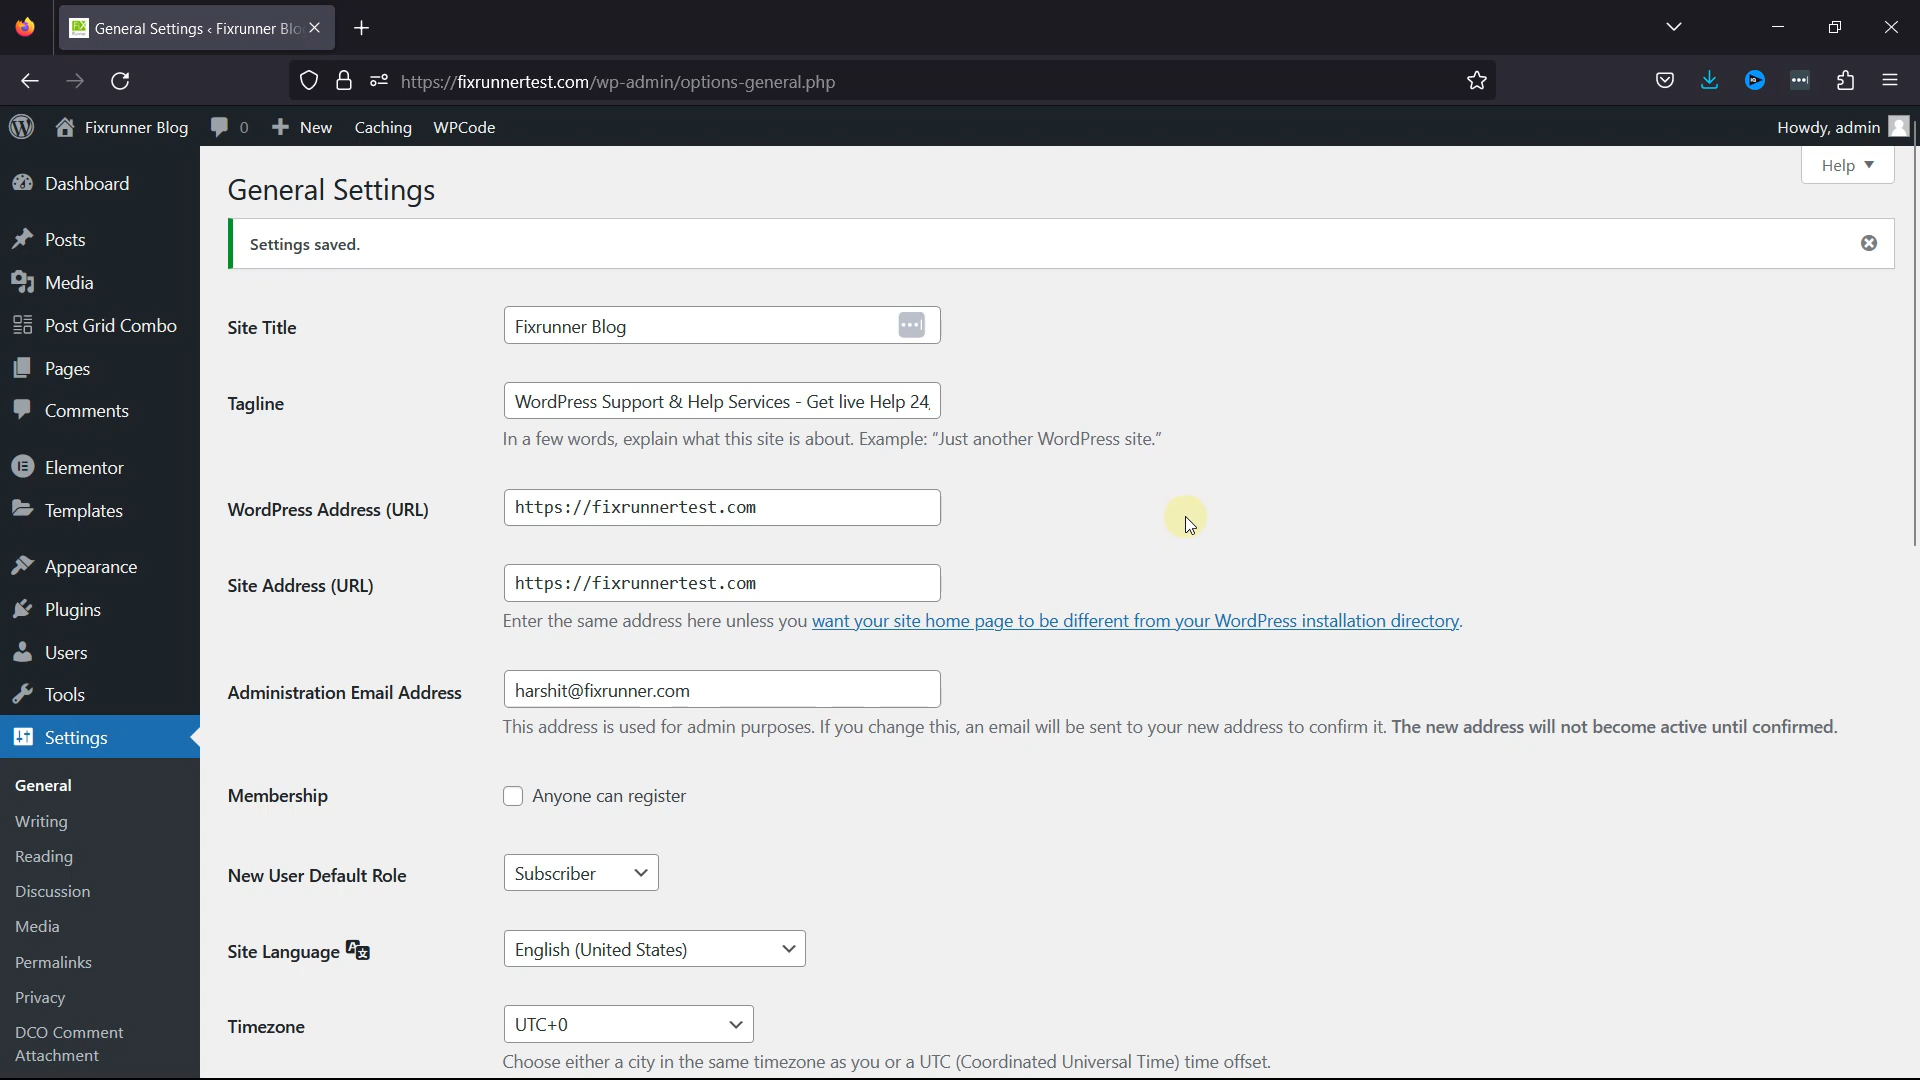 General Settings ‹ Fixrunner Blo
https://fixrunnertest.com/wp-admin/options-general.php
Fixrunner Blog
0
New
Caching
WPCode
Howdy, admin
Help
Dashboard
Posts
Media
Post Grid Combo
Pages
Comments
Elementor
Templates
Appearance
Plugins
Users
Tools
Settings
General
Writing
Reading
Discussion
Media
Permalinks
Privacy
DCO Comment
Attachment
General Settings
Settings saved.
Site Title
Fixrunner Blog
Tagline
WordPress Support & Help Services - Get live Help 24,
In a few words, explain what this site is about. Example: “Just another WordPress site.”
WordPress Address (URL)
https://fixrunnertest.com
Site Address (URL)
https://fixrunnertest.com
Enter the same address here unless you want your site home page to be different from your WordPress installation directory.
Administration Email Address
harshit@fixrunner.com
This address is used for admin purposes. If you change this, an email will be sent to your new address to confirm it. The new address will not become active until confirmed.
Membership
Anyone can register
New User Default Role
Subscriber
Site Language
English (United States)
Timezone
UTC+0
Choose either a city in the same timezone as you or a UTC (Coordinated Universal Time) time offset.